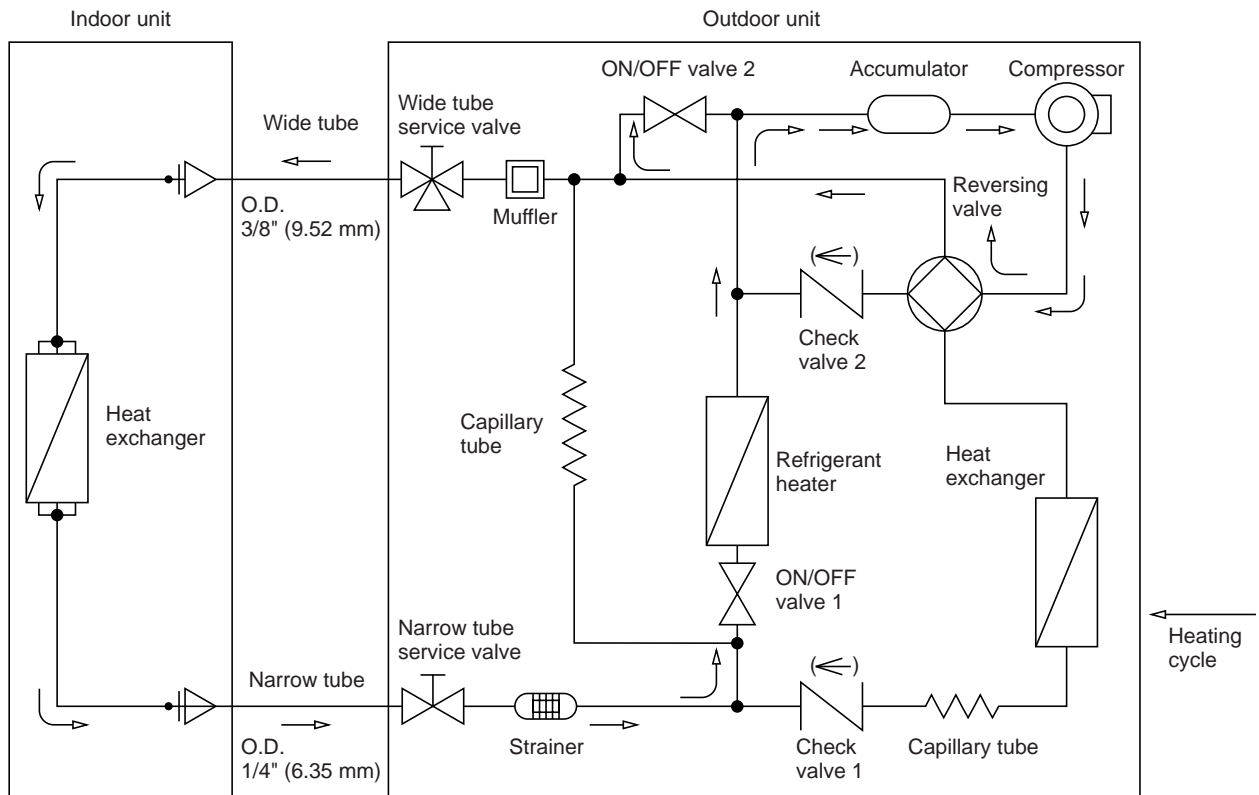 Indoor unit
Outdoor unit
ON/OFF valve 2
Accumulator
Compressor
Wide tube
service valve
Wide tube
O.D.
3/8" (9.52 mm)
Muffler
Reversing
valve
Check
valve 2
Heat
exchanger
Capillary
tube
Refrigerant
heater
Heat
exchanger
ON/OFF
valve 1
Narrow tube
service valve
Heating
cycle
Narrow tube
O.D.
1/4" (6.35 mm)
Strainer
Check
valve 1
Capillary tube